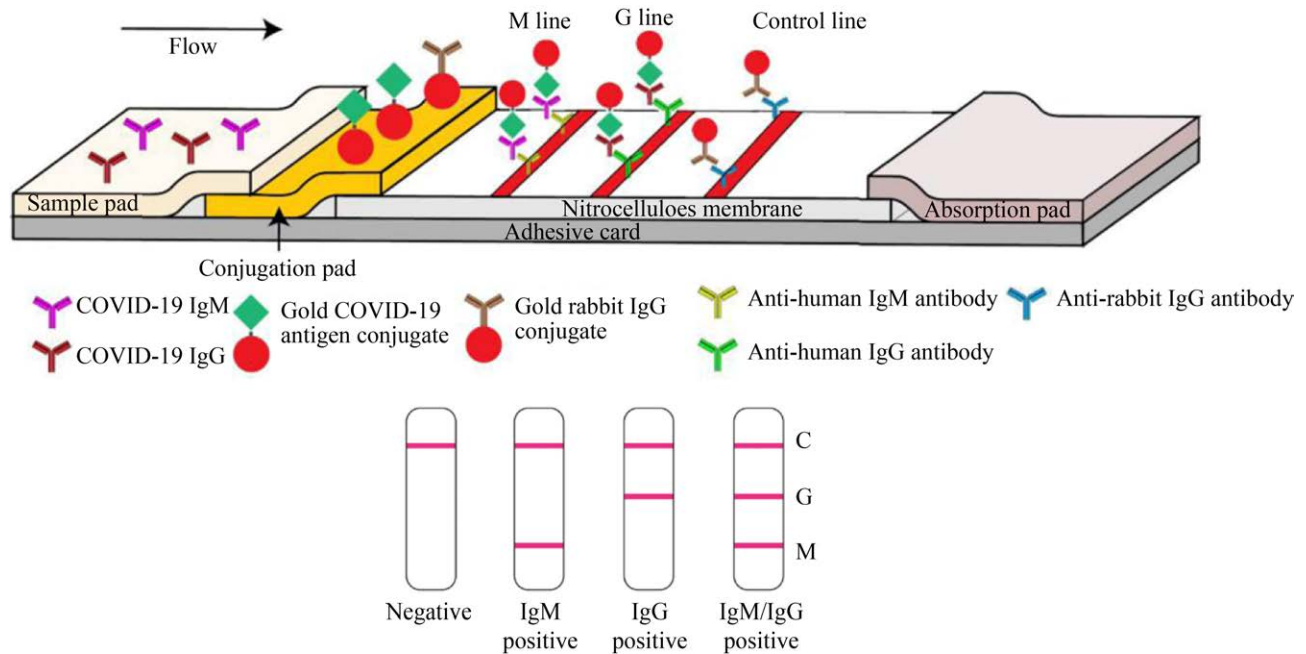 Flow
M line
G line
Control line
Sample pad
Nitrocelluloes membrane
Absorption pad
Adhesive card
Conjugation pad
COVID-19 IgM
COVID-19 IgG
Gold COVID-19
antigen conjugate
Gold rabbit IgG
conjugate
Anti-human IgM antibody
Anti-human IgG antibody
Anti-rabbit IgG antibody
C
G
M
Negative
IgM
positive
IgG
positive
IgM/IgG
positive